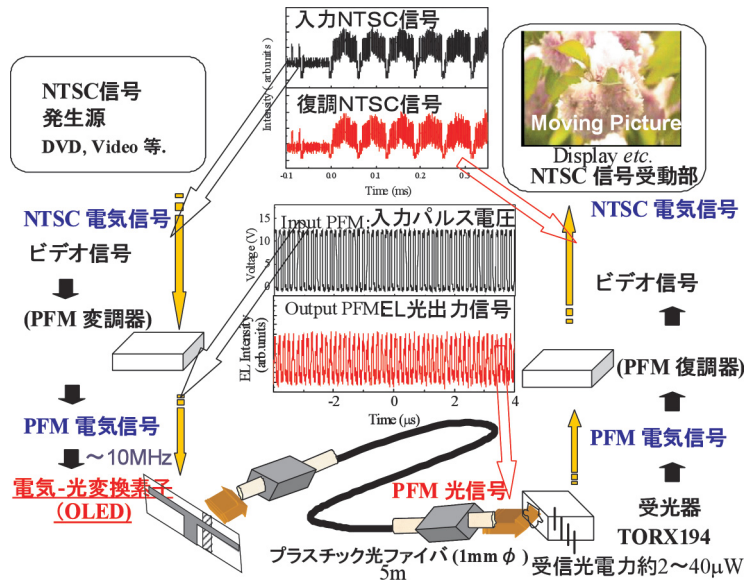 NTSC信号
発生源
DVD, Video 等.
NTSC 電気信号
ビデオ信号
(PFM 変調器)
PFM 電気信号
～10MHz
電気-光変換素子
(OLED)
入力NTSC信号
復調NTSC信号
Intensity (arbunits)
-0.1 0.0 0.1 0.2 0.3
Time (ms)
Input PFM:入力パルス電圧
Voltage (V)
15
10
5
0
Output PFM EL光出力信号
EL Intensity
(arb.units)
-2 0 2 4
Time (μs)
プラスチック光ファイバ(1mmφ)
5m
PFM 光信号
Moving Picture
Display etc.
NTSC 信号受動部
NTSC 電気信号
ビデオ信号
(PFM 復調器)
PFM 電気信号
受光器
TORX194
受信光電力約2～40μW